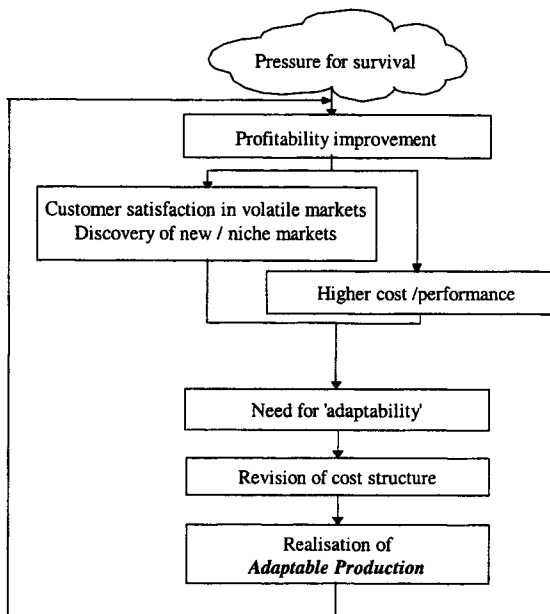 Pressure for survival
Profitability improvement
Customer satisfaction in volatile markets
Discovery of new / niche markets
Higher cost /performance
Need for 'adaptability'
Revision of cost structure
Realisation of
Adaptable Production